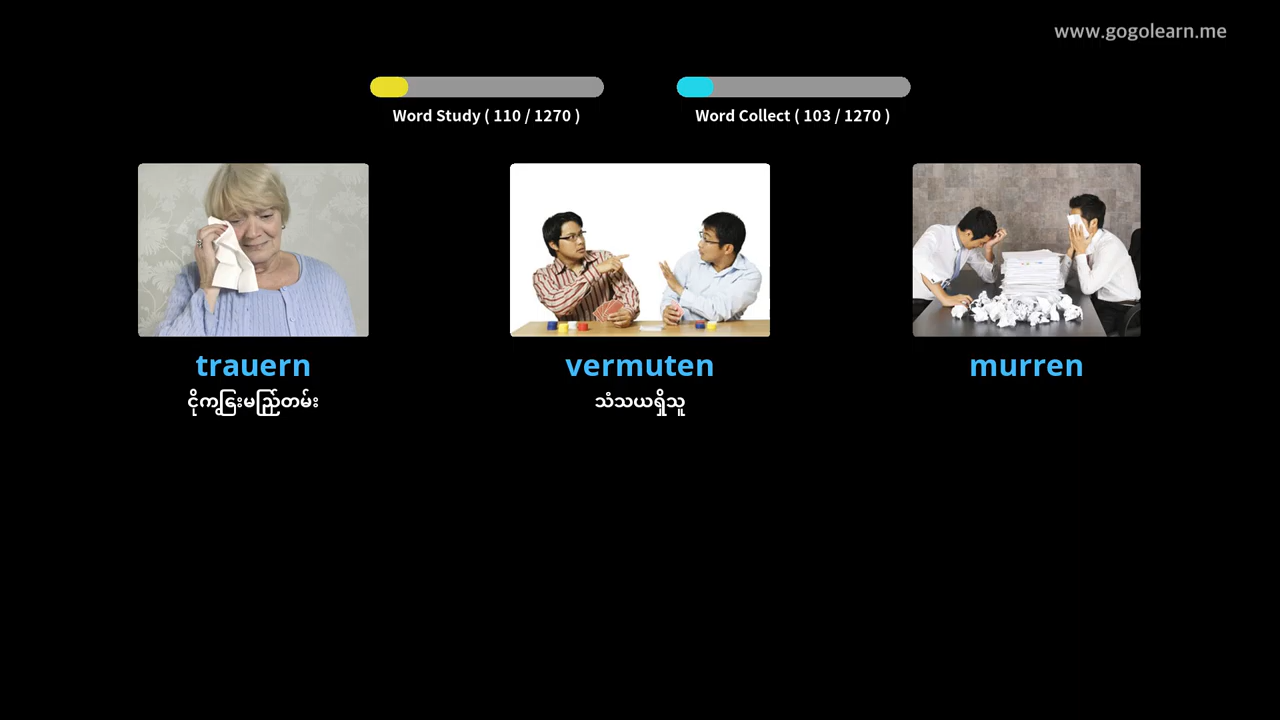 www.gogolearn.me
Word Study ( 110 / 1270 )
Word Collect ( 103 / 1270 )
trauern
vermuten
murren
ငိုကြွေးမည်တမ်း
သံသယရှိသူ